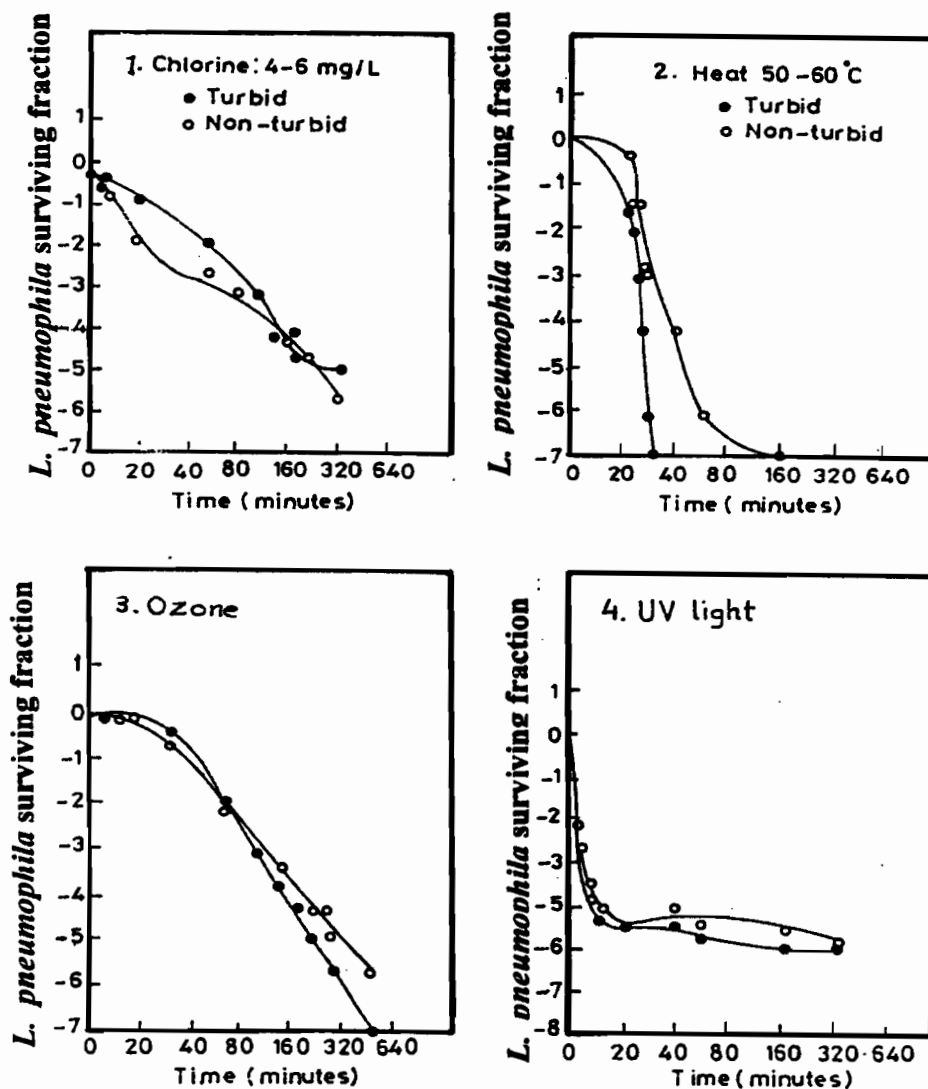 L. pneumophila surviving fraction
1. Chlorine: 4-6 mg/L
● Turbid
○ Non-turbid
1
0
-1
-2
-3
-4
-5
-6
-7
0 20 40 80 160 320 640
Time (minutes)
L. pneumophila surviving fraction
2. Heat 50-60°C
● Turbid
○ Non-turbid
1
0
-1
-2
-3
-4
-5
-6
-7
0 20 40 80 160 320 640
Time (minutes)
L. pneumophila surviving fraction
3. Ozone
1
0
-1
-2
-3
-4
-5
-6
-7
0 20 40 80 160 320 640
Time (minutes)
L. pneumophila surviving fraction
4. UV light
1
0
-1
-2
-3
-4
-5
-6
-7
-8
0 20 40 80 160 320 640
Time (minutes)